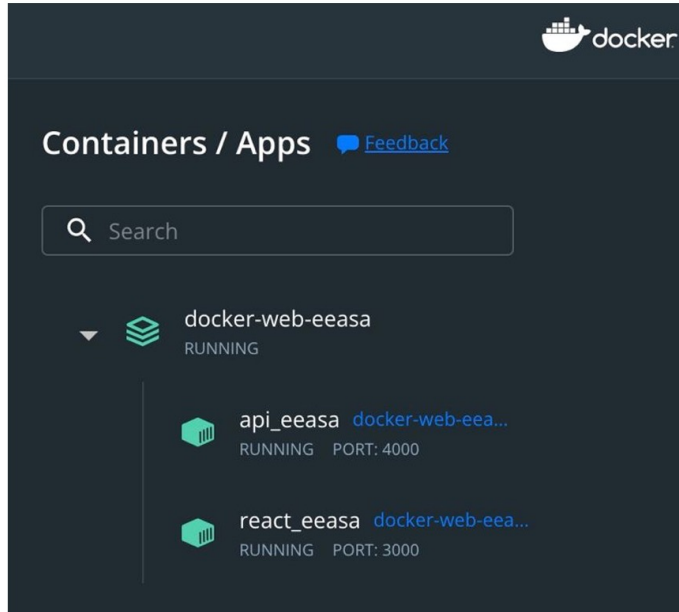 docker
Containers / Apps Feedback
Search
docker-web-eeasa
RUNNING
api_eeasa docker-web-eea...
RUNNING PORT: 4000
react_eeasa docker-web-eea...
RUNNING PORT: 3000